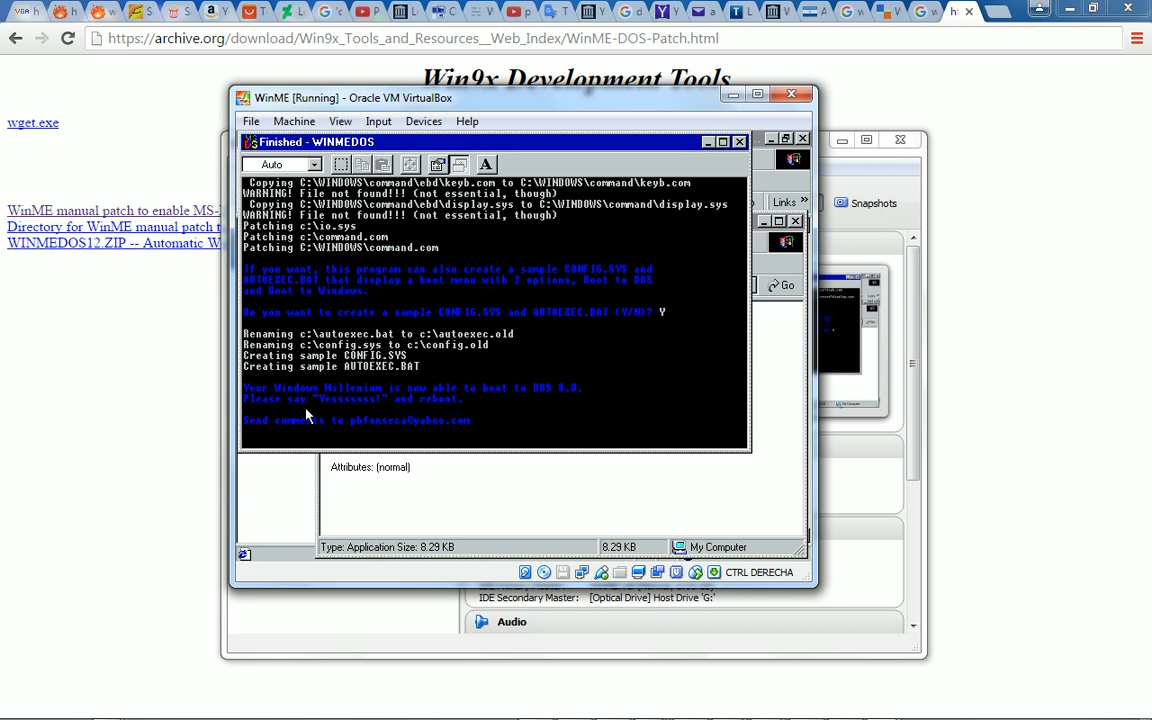 https://archive.org/download/Win9x_Tools_and_Resources__Web_Index/WinME-DOS-Patch.html
Win9x Development Tools
wget.exe
WinME manual patch to enable MS-
Directory for WinME manual patch t
WINMEDOS12.ZIP -- Automatic W
WinME [Running] - Oracle VM VirtualBox
File Machine View Input Devices Help
Finished - WINMEDOS
Auto
A
Copying C:\WINDOWS\command\ebd\keyb.com to C:\WINDOWS\command\keyb.com
WARNING! File not found!!! (not essential, though)
Copying C:\WINDOWS\command\ebd\display.sys to C:\WINDOWS\command\display.sys
WARNING! File not found!!! (not essential, though)
Patching c:\io.sys
Patching c:\command.com
Patching C:\WINDOWS\command.com
If you want, this program can also create a sample CONFIG.SYS and
AUTOEXEC.BAT that display a boot menu with 2 options, Boot to DOS
and Boot to Windows.
Do you want to create a sample CONFIG.SYS and AUTOEXEC.BAT (Y/N)? Y
Renaming c:\autoexec.bat to c:\autoexec.old
Renaming c:\config.sys to c:\config.old
Creating sample CONFIG.SYS
Creating sample AUTOEXEC.BAT
Your Windows Millenium is now able to boot to DOS 8.0.
Please say "Yesssssss!" and reboot.
Send comments to pbfonseca@yahoo.com
Links »
Go
Snapshots
Attributes: (normal)
Type: Application Size: 8.29 KB
8.29 KB
My Computer
CTRL DERECHA
IDE Secondary Master: [Optical Drive] Host Drive 'G:'
Audio